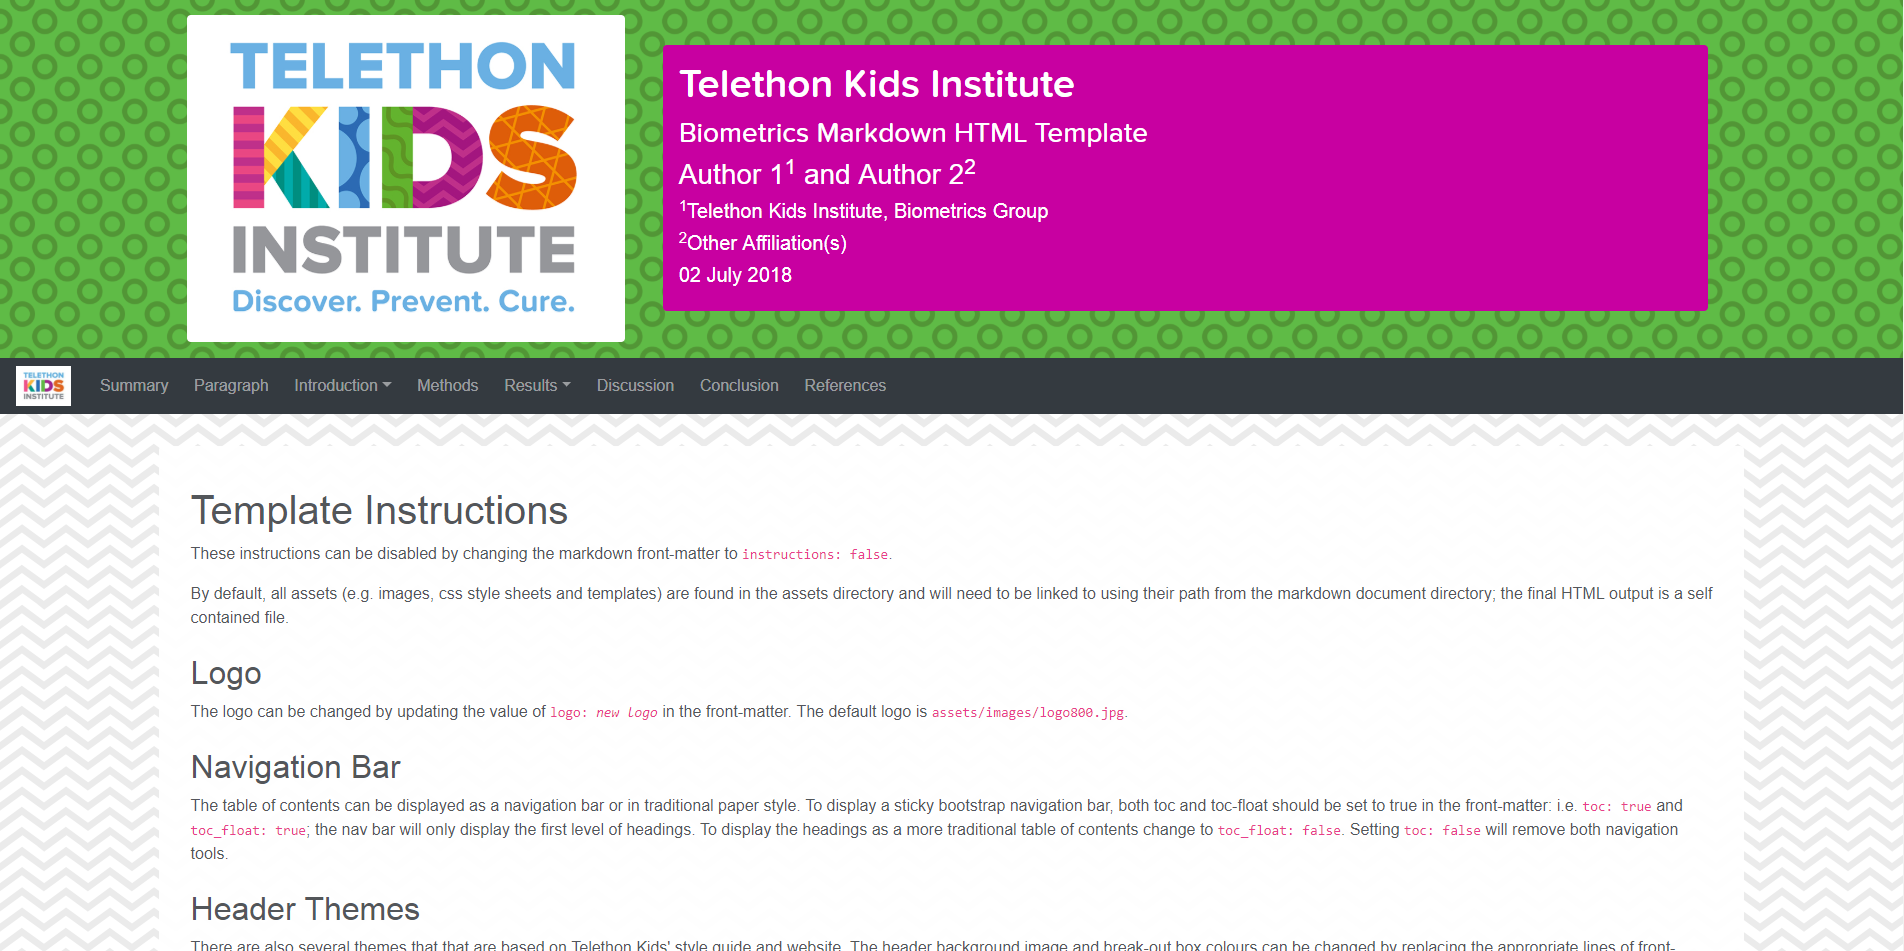 TELETHON
KIDS
INSTITUTE
Discover. Prevent. Cure.
Telethon Kids Institute
Biometrics Markdown HTML Template
Author 1¹ and Author 2²
¹Telethon Kids Institute, Biometrics Group
²Other Affiliation(s)
02 July 2018
TELETHON
KIDS
INSTITUTE
Summary Paragraph Introduction Methods Results Discussion Conclusion References
Template Instructions
These instructions can be disabled by changing the markdown front-matter to instructions: false.
By default, all assets (e.g. images, css style sheets and templates) are found in the assets directory and will need to be linked to using their path from the markdown document directory; the final HTML output is a self
contained file.
Logo
The logo can be changed by updating the value of logo: new logo in the front-matter. The default logo is assets/images/logo800.jpg.
Navigation Bar
The table of contents can be displayed as a navigation bar or in traditional paper style. To display a sticky bootstrap navigation bar, both toc and toc-float should be set to true in the front-matter: i.e. toc: true and
toc_float: true; the nav bar will only display the first level of headings. To display the headings as a more traditional table of contents change to toc_float: false. Setting toc: false will remove both navigation
tools.
Header Themes
There are also several themes that that are based on Telethon Kids' style guide and website. The header background image and break-out box colours can be changed by replacing the appropriate lines of front-